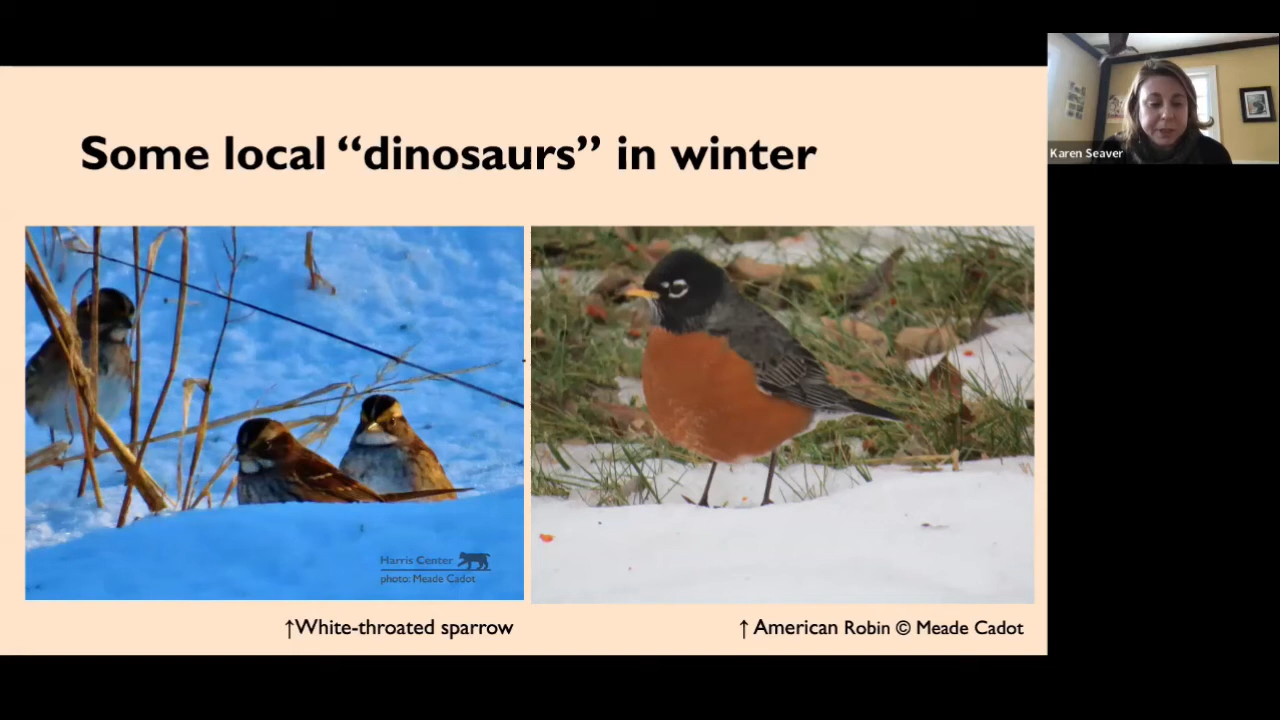 Some local “dinosaurs” in winter
Karen Seaver
Harris Center
photo: Meade Cadot
↑White-throated sparrow
↑ American Robin © Meade Cadot